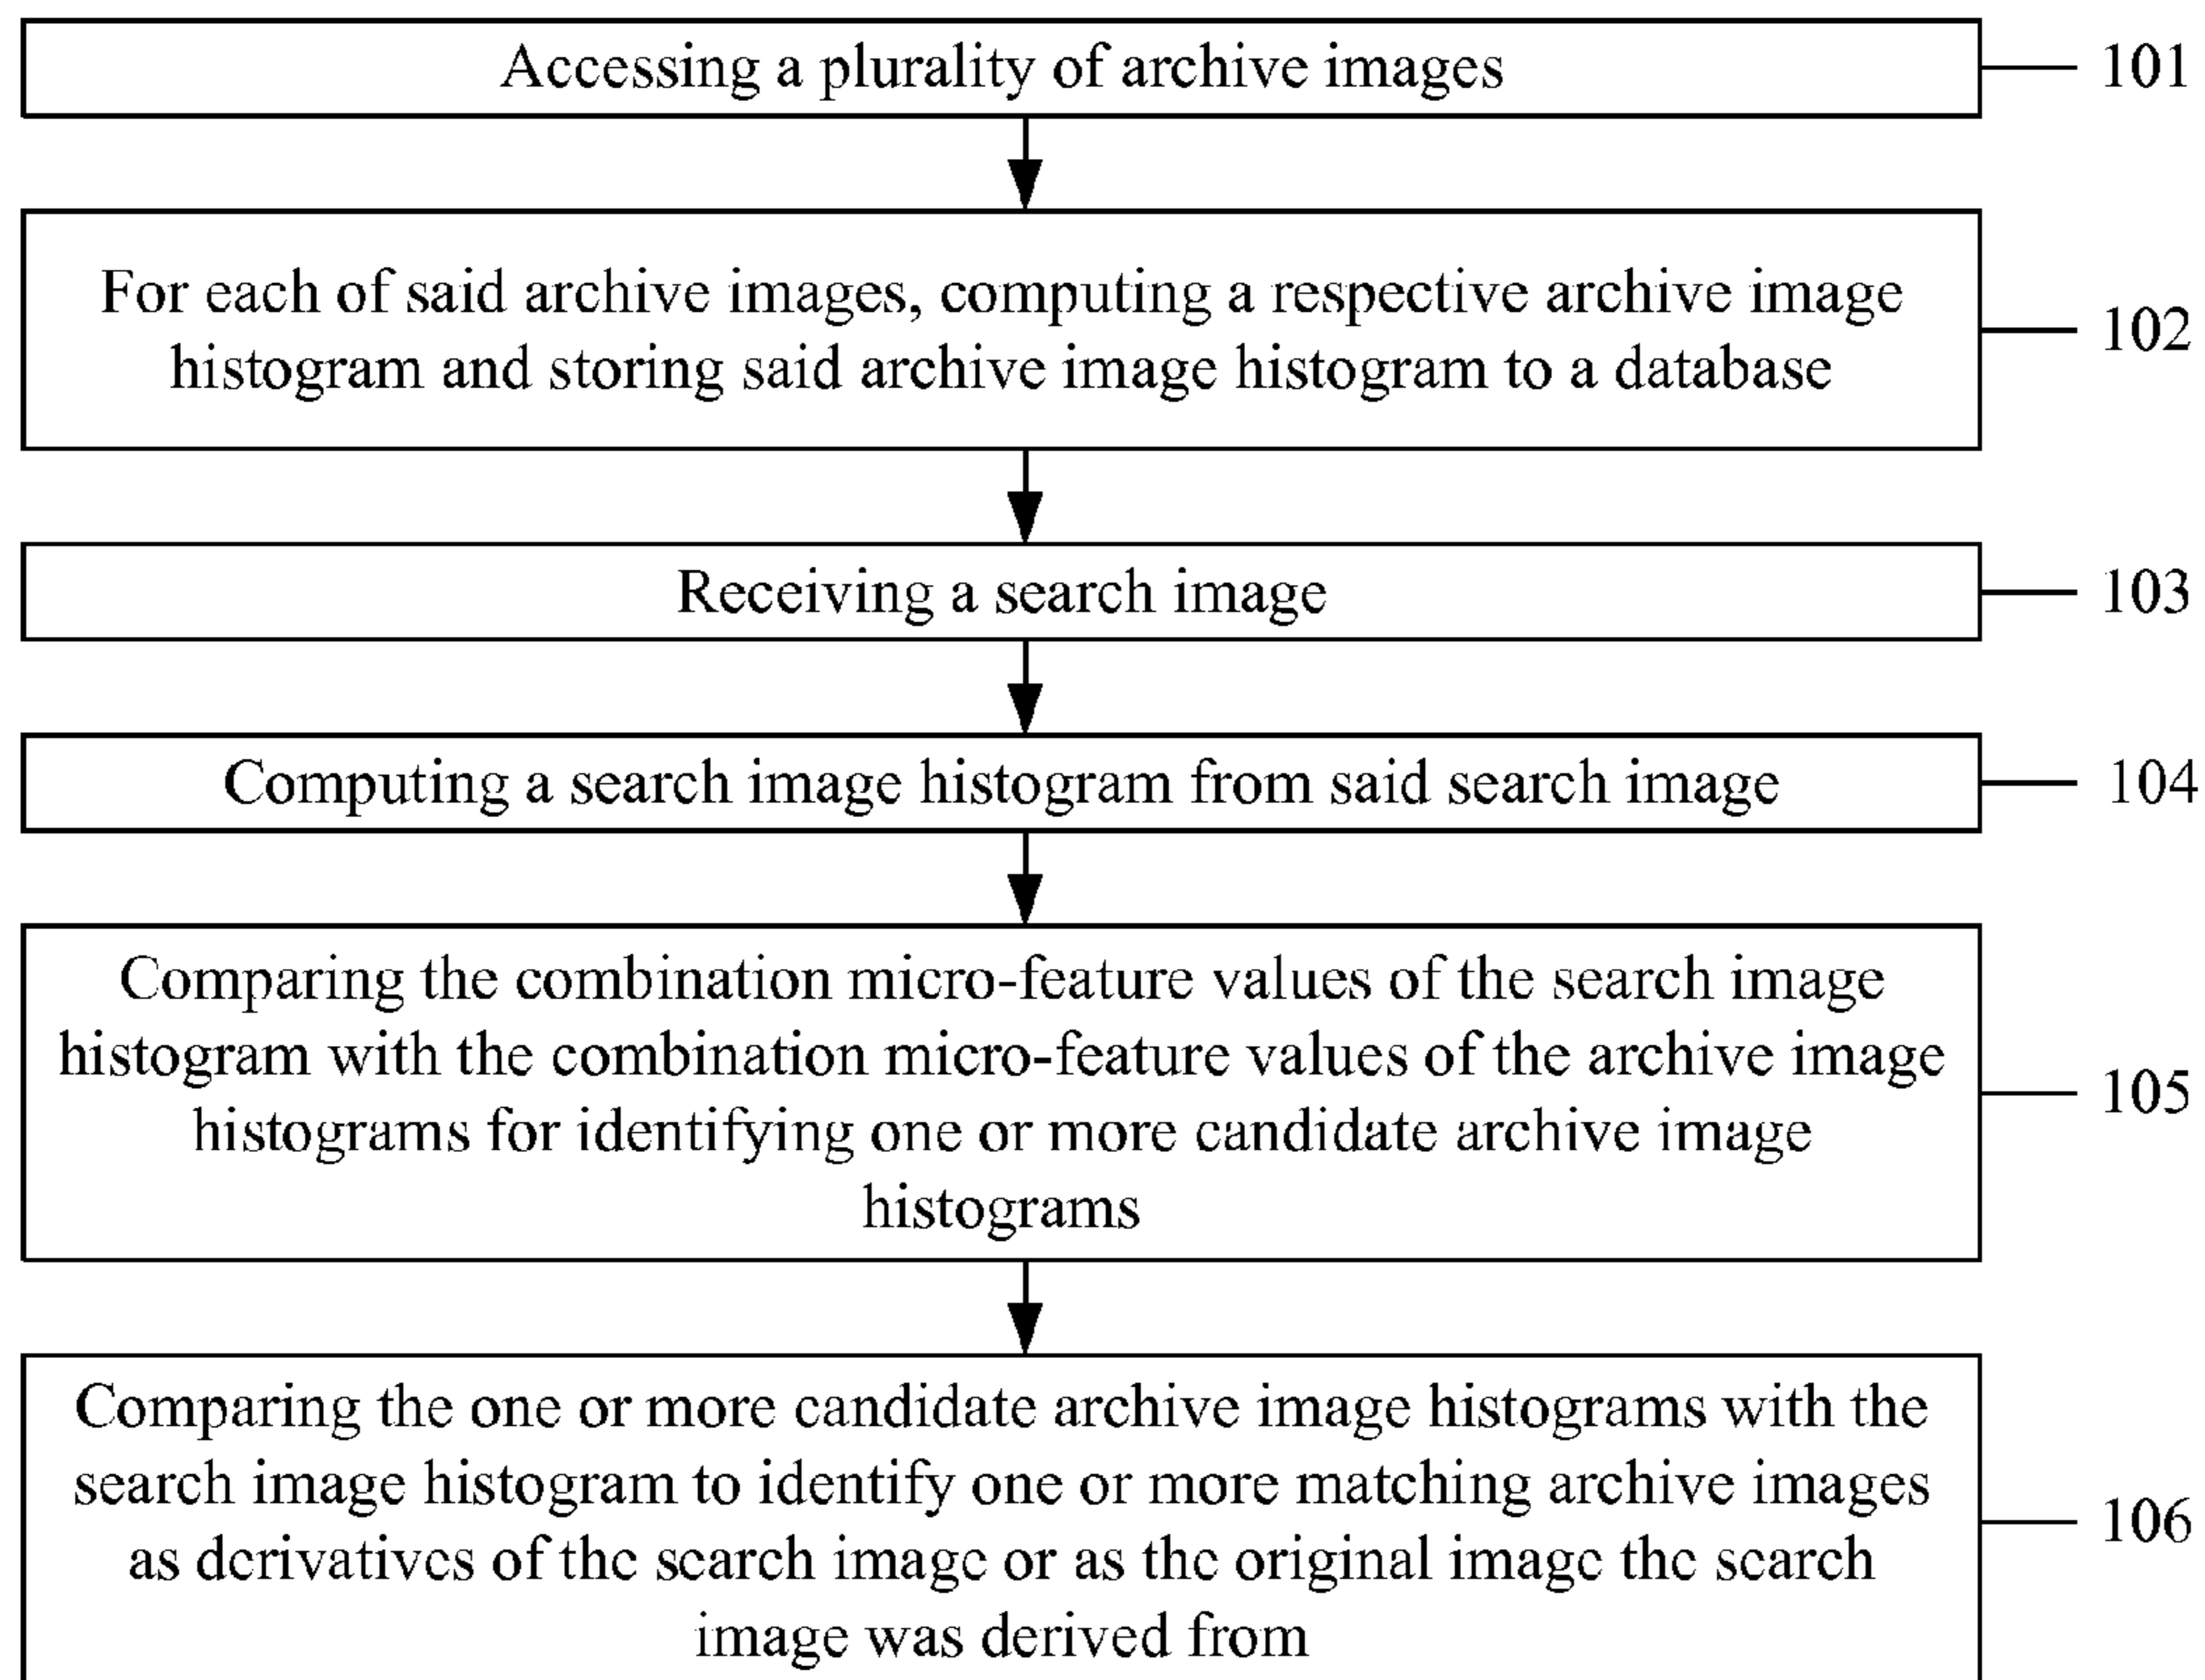 Accessing a plurality of archive images
101
For each of said archive images, computing a respective archive image
histogram and storing said archive image histogram to a database
102
Receiving a search image
103
Computing a search image histogram from said search image
104
Comparing the combination micro-feature values of the search image
histogram with the combination micro-feature values of the archive image
histograms for identifying one or more candidate archive image
histograms
105
Comparing the one or more candidate archive image histograms with the
search image histogram to identify one or more matching archive images
as derivatives of the search image or as the original image the search
image was derived from
106